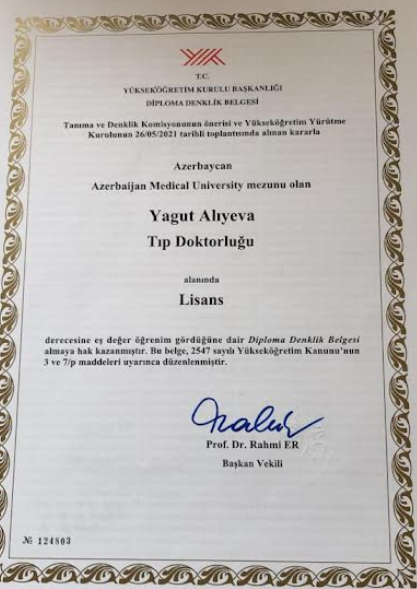 T.C.
YÜKSEKÖĞRETİM KURULU BAŞKANLIĞI
DİPLOMA DENKLİK BELGESİ
Tanıma ve Denklik Komisyonunun önerisi ve Yükseköğretim Yürütme
Kurulunun 26/05/2021 tarihli toplantısında alınan kararla
Azerbaycan
Azerbaijan Medical University mezunu olan
Yagut Alıyeva
Tıp Doktorluğu
alanında
Lisans
derecesine eş değer öğrenim gördüğüne dair Diploma Denklik Belgesi
almaya hak kazanmıştır. Bu belge, 2547 sayılı Yükseköğretim Kanunu'nun
3 ve 7/p maddeleri uyarınca düzenlenmiştir.
Prof. Dr. Rahmi ER
Başkan Vekili
№ 124803